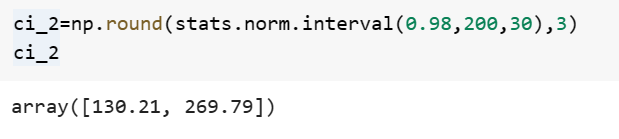 ci_2=np.round(stats.norm.interval(0.98,200,30),3)
ci_2
array([130.21, 269.79])